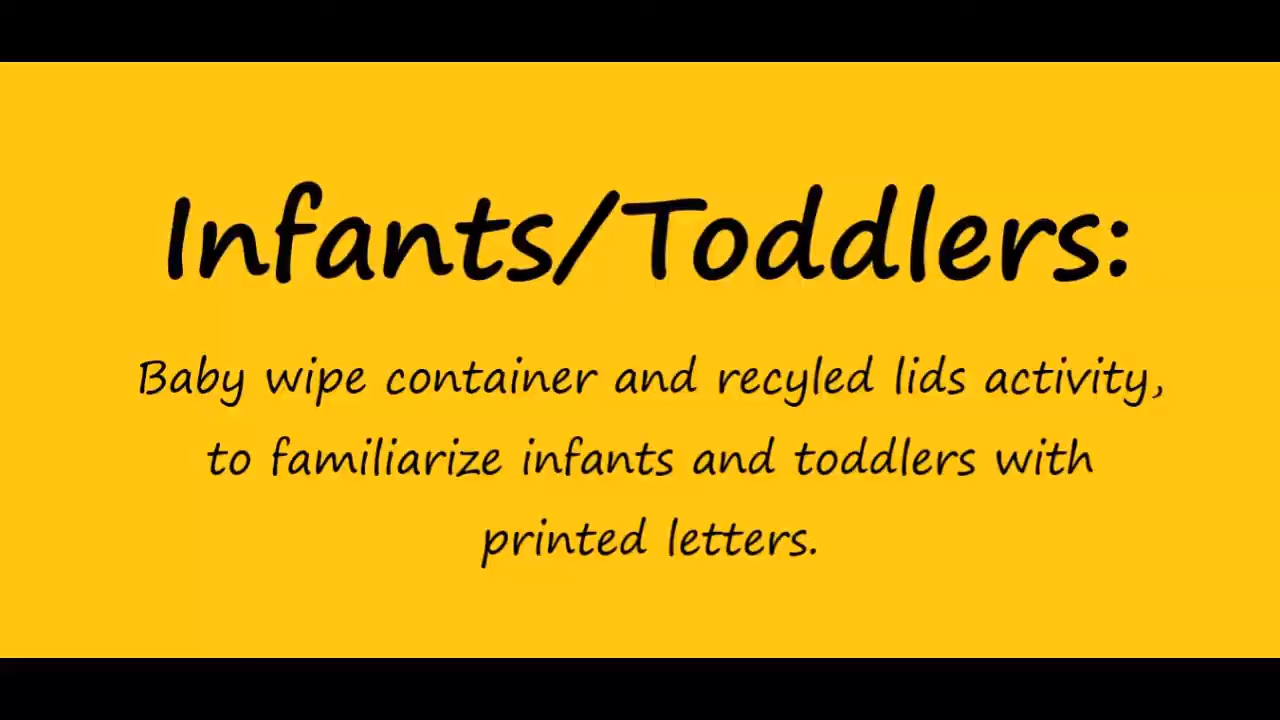 Infants/Toddlers:
Baby wipe container and recyled lids activity,
to familiarize infants and toddlers with
printed letters.